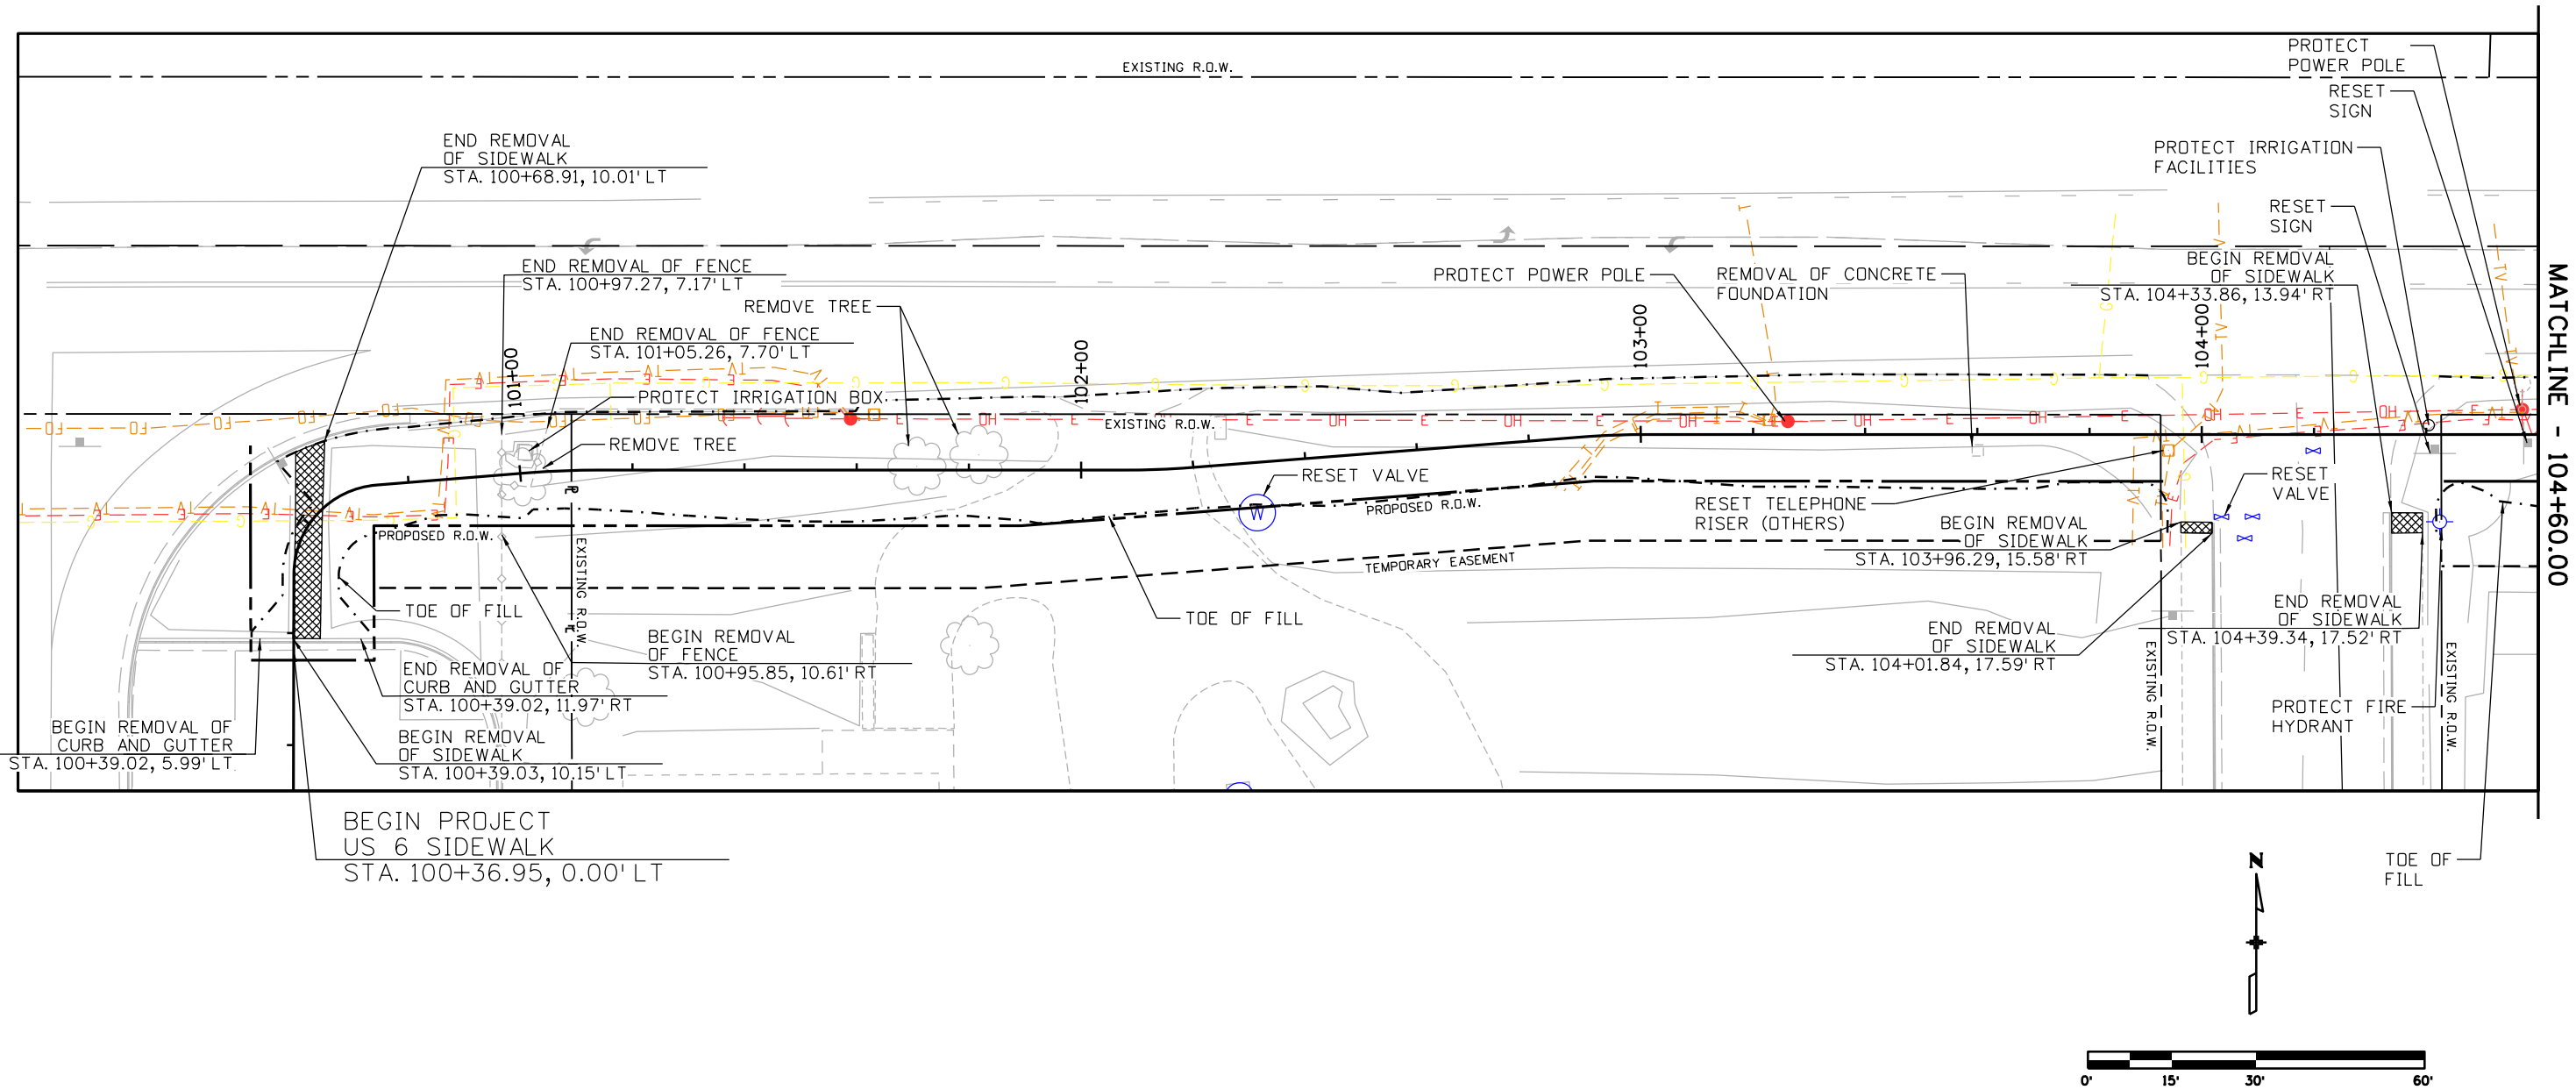 EXISTING R.O.W.
PROTECT
POWER POLE
RESET
SIGN
PROTECT IRRIGATION
FACILITIES
RESET
SIGN
BEGIN REMOVAL
OF SIDEWALK
STA. 104+33.86, 13.94' RT
END REMOVAL
OF SIDEWALK
STA. 100+68.91, 10.01' LT
END REMOVAL OF FENCE
STA. 100+97.27, 7.17' LT
REMOVE TREE
END REMOVAL OF FENCE
STA. 101+05.26, 7.70' LT
PROTECT POWER POLE
REMOVAL OF CONCRETE
FOUNDATION
101+00
102+00
103+00
104+00
MATCHLINE - 104+60.00
PROTECT IRRIGATION BOX
REMOVE TREE
EXISTING R.O.W.
RESET VALVE
W
PROPOSED R.O.W.
RESET TELEPHONE
RISER (OTHERS)
RESET
VALVE
BEGIN REMOVAL
OF SIDEWALK
STA. 103+96.29, 15.58' RT
PROPOSED R.O.W.
EXISTING R.O.W.
TEMPORARY EASEMENT
TOE OF FILL
TOE OF FILL
BEGIN REMOVAL
OF FENCE
STA. 100+95.85, 10.61' RT
END REMOVAL
OF SIDEWALK
STA. 104+01.84, 17.59' RT
END REMOVAL
OF SIDEWALK
STA. 104+39.34, 17.52' RT
END REMOVAL OF
CURB AND GUTTER
STA. 100+39.02, 11.97' RT
EXISTING R.O.W.
EXISTING R.O.W.
PROTECT FIRE
HYDRANT
BEGIN REMOVAL OF
CURB AND GUTTER
STA. 100+39.02, 5.99' LT
BEGIN REMOVAL
OF SIDEWALK
STA. 100+39.03, 10.15' LT
BEGIN PROJECT
US 6 SIDEWALK
STA. 100+36.95, 0.00' LT
TOE OF
FILL
N
0' 15' 30' 60'